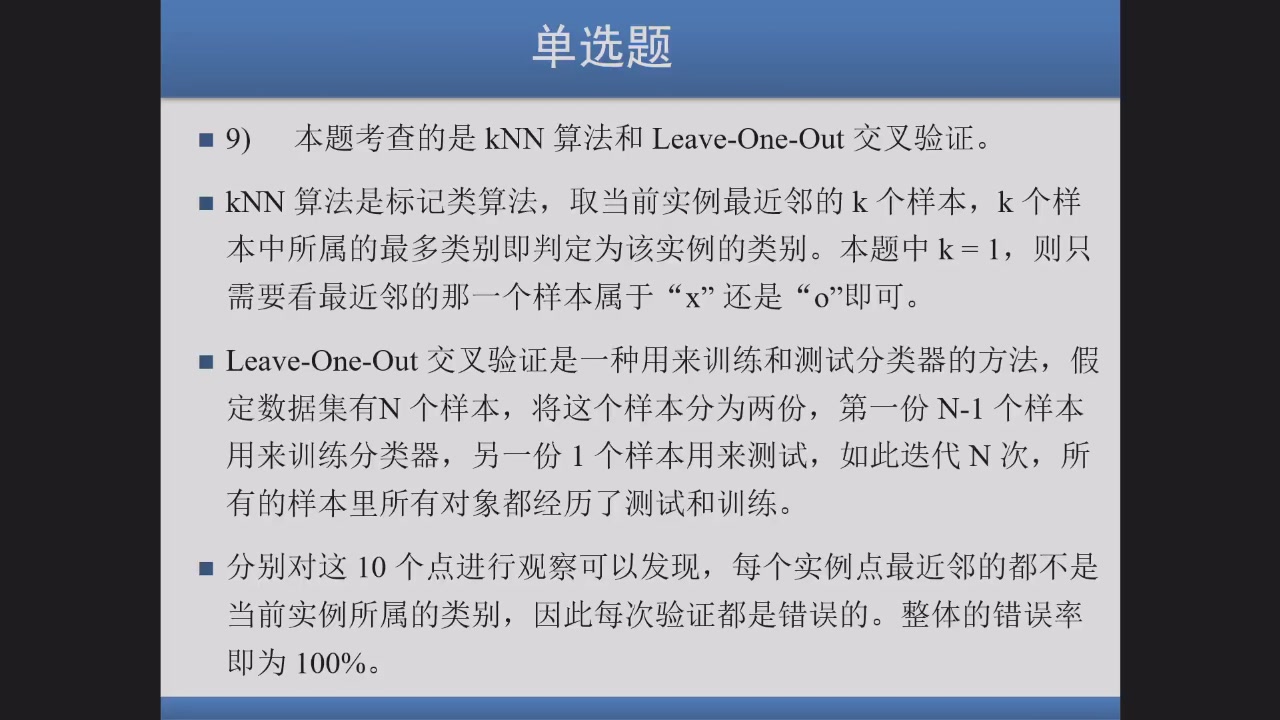 单选题
9) 本题考查的是 kNN 算法和 Leave-One-Out 交叉验证。
kNN 算法是标记类算法，取当前实例最近邻的 k 个样本，k 个样
本中所属的最多类别即判定为该实例的类别。本题中 k = 1，则只
需要看最近邻的那一个样本属于“x” 还是“o”即可。
Leave-One-Out 交叉验证是一种用来训练和测试分类器的方法，假
定数据集有N 个样本，将这个样本分为两份，第一份 N-1 个样本
用来训练分类器，另一份 1 个样本用来测试，如此迭代 N 次，所
有的样本里所有对象都经历了测试和训练。
分别对这 10 个点进行观察可以发现，每个实例点最近邻的都不是
当前实例所属的类别，因此每次验证都是错误的。整体的错误率
即为 100%。